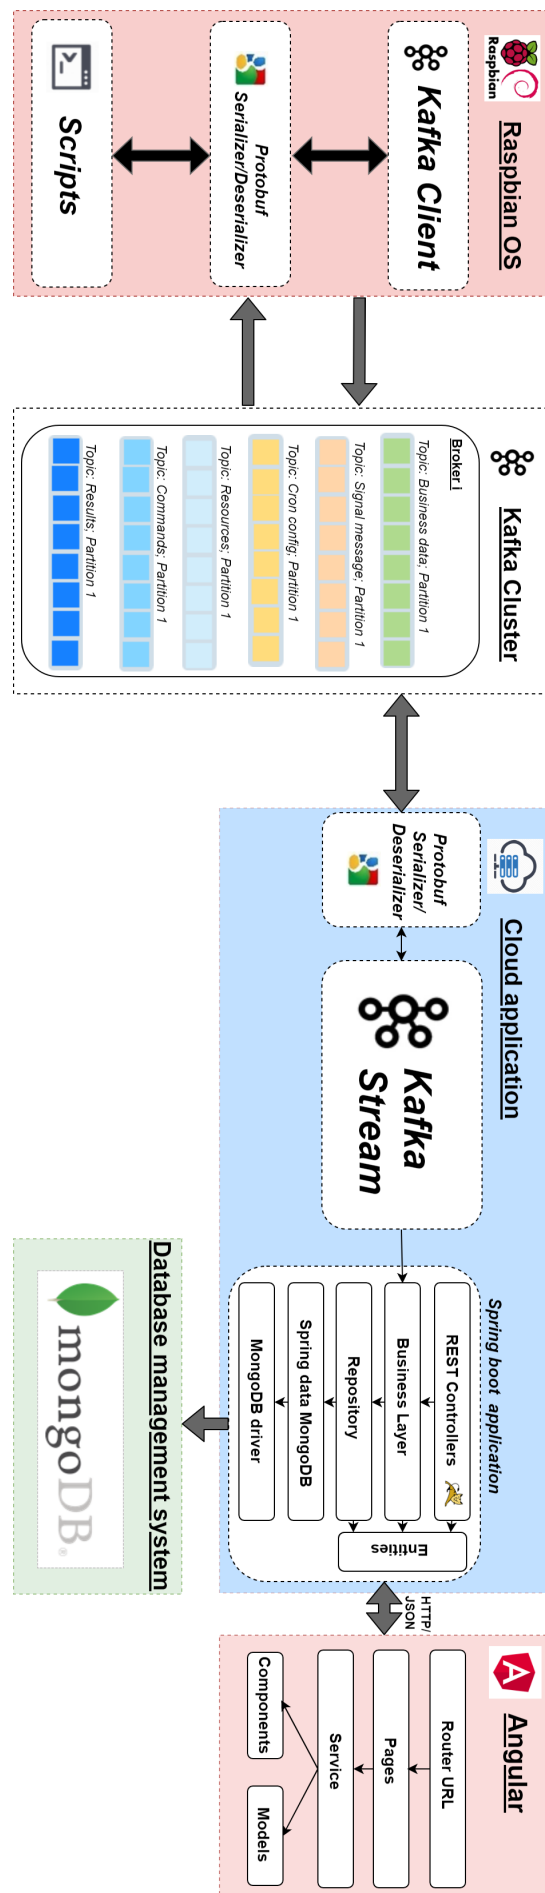 Raspbian
Raspbian OS
Kafka Client
Protobuf
Serializer/Deserializer
Scripts
Kafka Cluster
Broker i
Topic: Business data; Partition 1
Topic: Signal message; Partition 1
Topic: Cron config; Partition 1
Topic: Resources; Partition 1
Topic: Commands; Partition 1
Topic: Results; Partition 1
Cloud application
Protobuf
Serializer/
Deserializer
Kafka
Stream
Spring boot application
REST Controllers
Business Layer
Repository
Spring data MongoDB
MongoDB driver
Entities
Database management system
mongoDB®
HTTP/
JSON
A
Angular
Router URL
Pages
Service
Components
Models